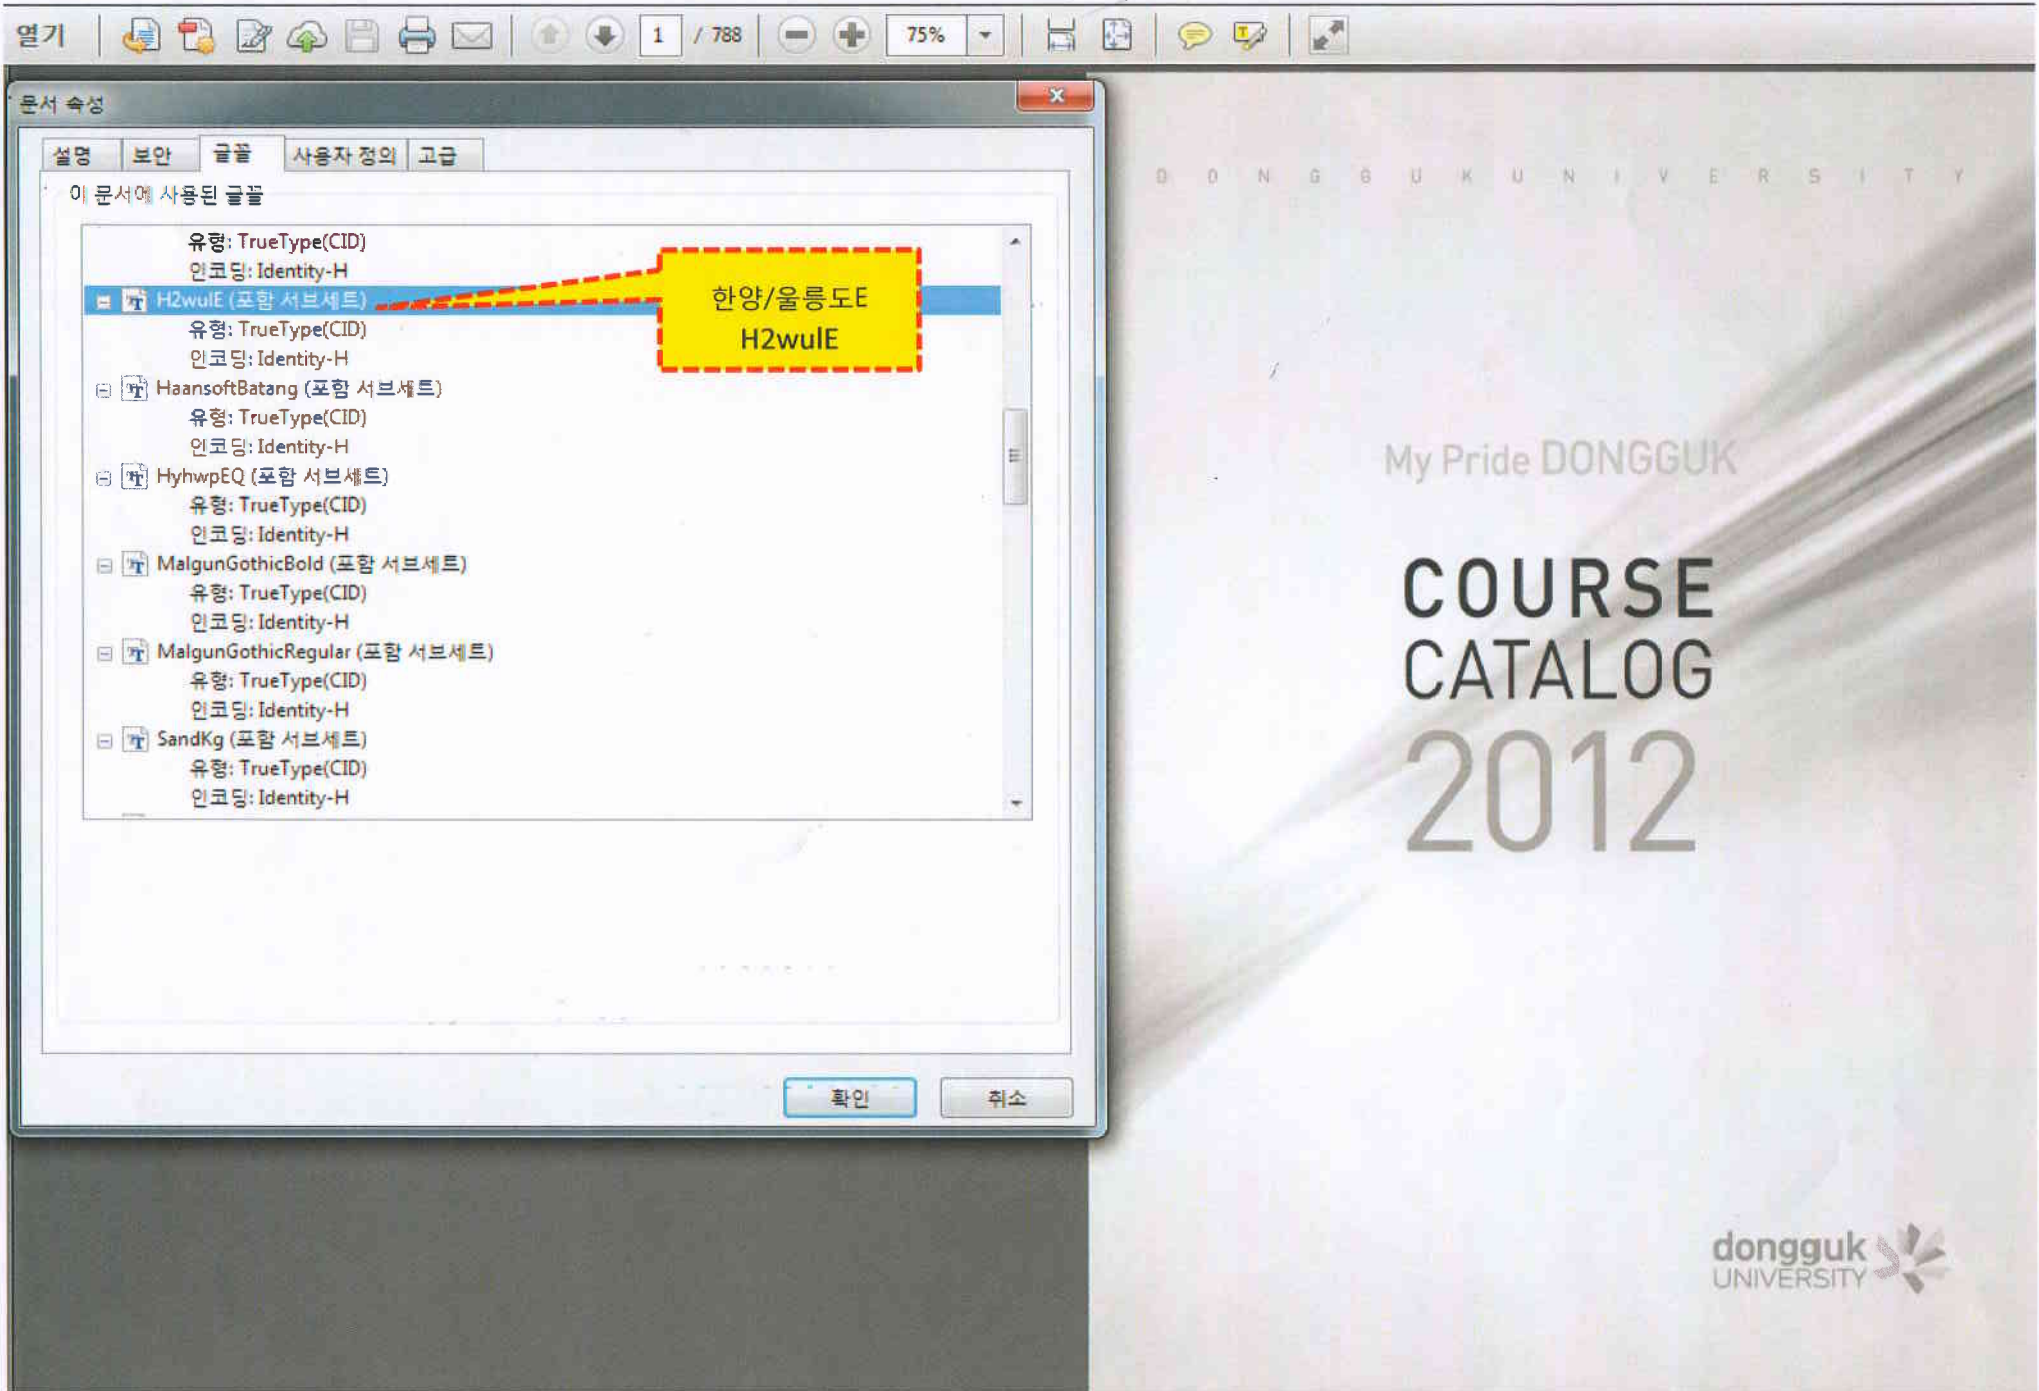 열기
1 / 788
75%
문서 속성
설명 보안 글꼴 사용자 정의 고급
이 문서에 사용된 글꼴
유형: TrueType(CID)
인코딩: Identity-H
H2wulE (포함 서브세트)
유형: TrueType(CID)
인코딩: Identity-H
HaansoftBatang (포함 서브세트)
유형: TrueType(CID)
인코딩: Identity-H
HyhwpEQ (포함 서브세트)
유형: TrueType(CID)
인코딩: Identity-H
MalgunGothicBold (포함 서브세트)
유형: TrueType(CID)
인코딩: Identity-H
MalgunGothicRegular (포함 서브세트)
유형: TrueType(CID)
인코딩: Identity-H
SandKg (포함 서브세트)
유형: TrueType(CID)
인코딩: Identity-H
한양/울릉도E
H2wulE
확인 취소
DONGGUKUNIVERSITY
My Pride DONGGUK
COURSE
CATALOG
2012
dongguk
UNIVERSITY